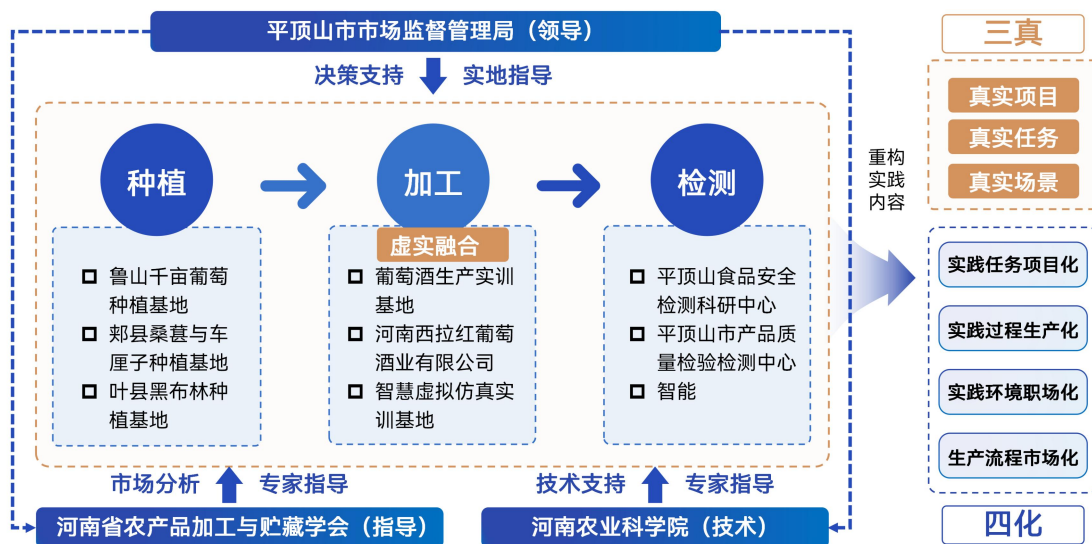 平顶山市市场监督管理局（领导）
决策支持 实地指导
种植
加工
检测
虚实融合
鲁山千亩葡萄
种植基地
郏县桑葚与车
厘子种植基地
叶县黑布林种
植基地
葡萄酒生产实训
基地
河南西拉红葡萄
酒业有限公司
智慧虚拟仿真实
训基地
平顶山食品安全
检测科研中心
平顶山市产品质
量检验检测中心
智能
市场分析 专家指导
技术支持 专家指导
河南省农产品加工与贮藏学会（指导）
河南农业科学院（技术）
重构
实践
内容
三真
真实项目
真实任务
真实场景
实践任务项目化
实践过程生产化
实践环境职场化
生产流程市场化
四化